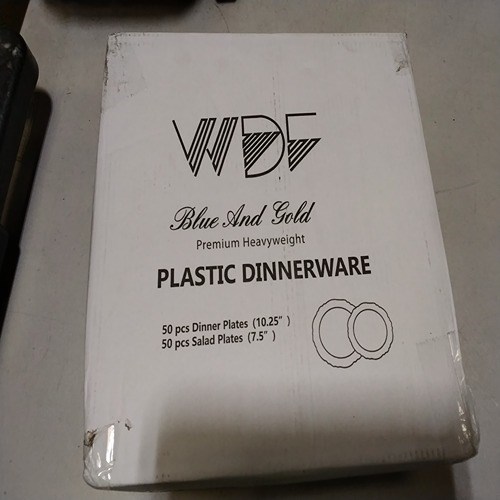 WDF
Blue And Gold
Premium Heavyweight
PLASTIC DINNERWARE
50 pcs Dinner Plates (10.25" )
50 pcs Salad Plates (7.5" )